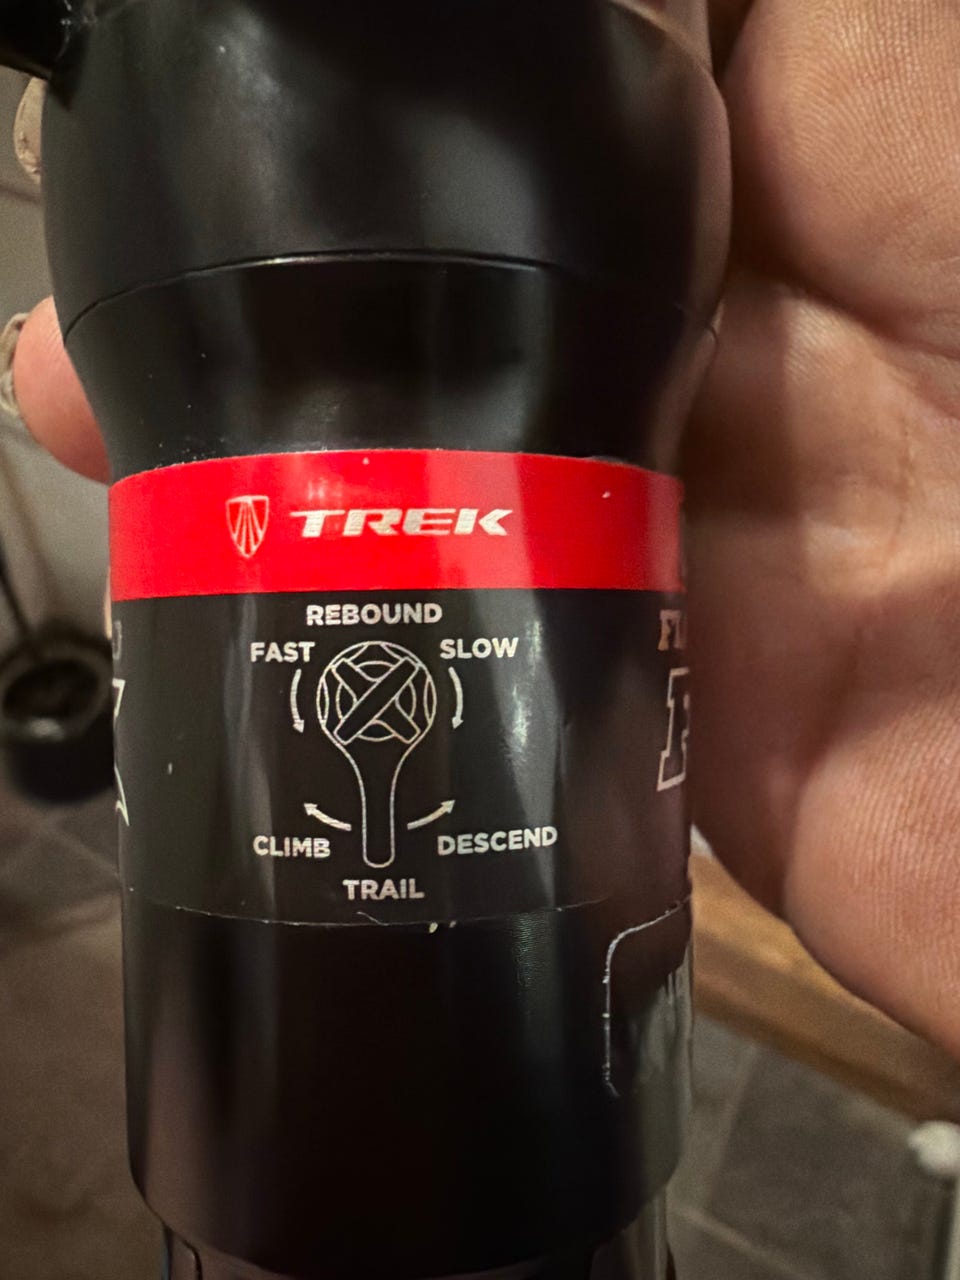 TREK
REBOUND
FAST SLOW
CLIMB DESCEND
TRAIL